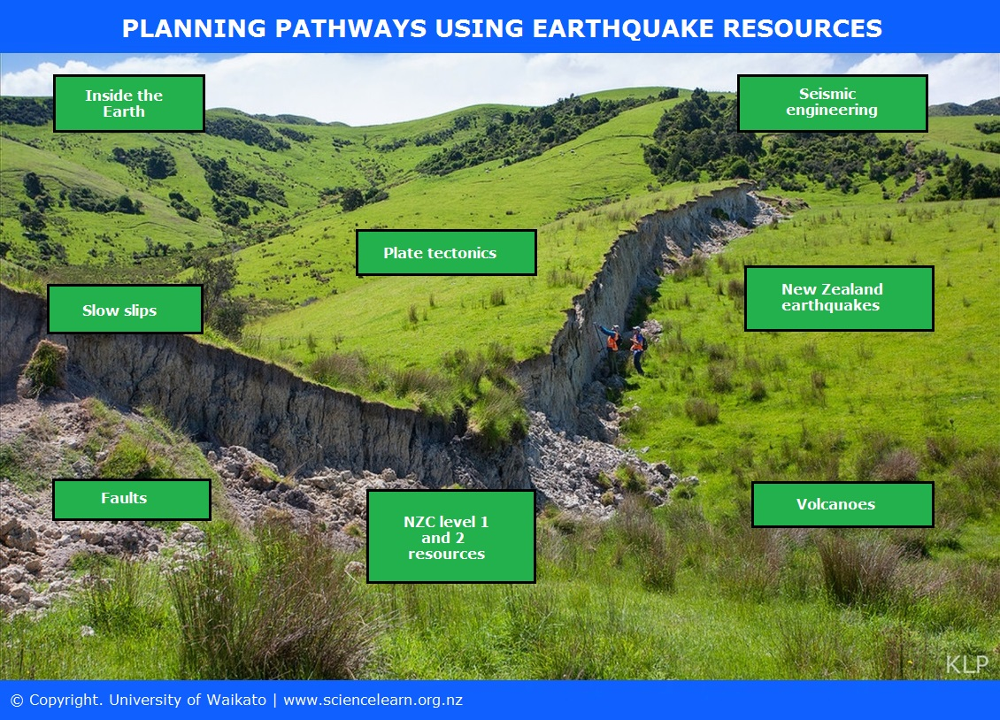 PLANNING PATHWAYS USING EARTHQUAKE RESOURCES
Inside the
Earth
Seismic
engineering
Plate tectonics
New Zealand
earthquakes
Slow slips
Faults
NZC level 1
and 2
resources
Volcanoes
KLP
© Copyright. University of Waikato | www.sciencelearn.org.nz